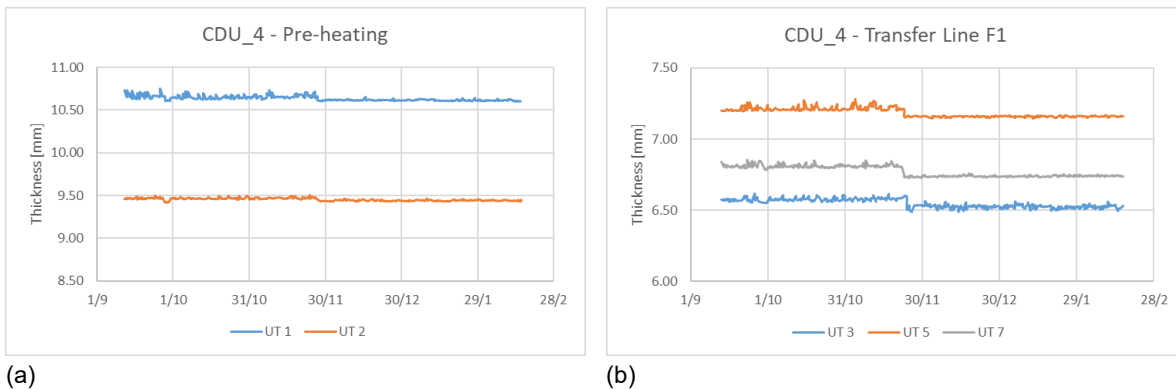 CDU_4 - Pre-heating
11.00
10.50
10.00
9.50
9.00
8.50
Thickness [mm]
1/9 1/10 31/10 30/11 30/12 29/1 28/2
UT 1 UT 2
(a)
CDU_4 - Transfer Line F1
7.50
7.00
6.50
6.00
Thickness [mm]
1/9 1/10 31/10 30/11 30/12 29/1 28/2
UT 3 UT 5 UT 7
(b)